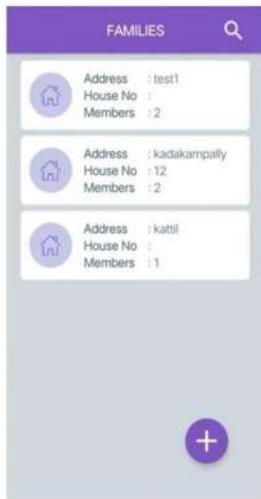 FAMILIES
Address : test1
House No :
Members : 2
Address : kadakampally
House No : 12
Members : 2
Address : kattil
House No :
Members : 1